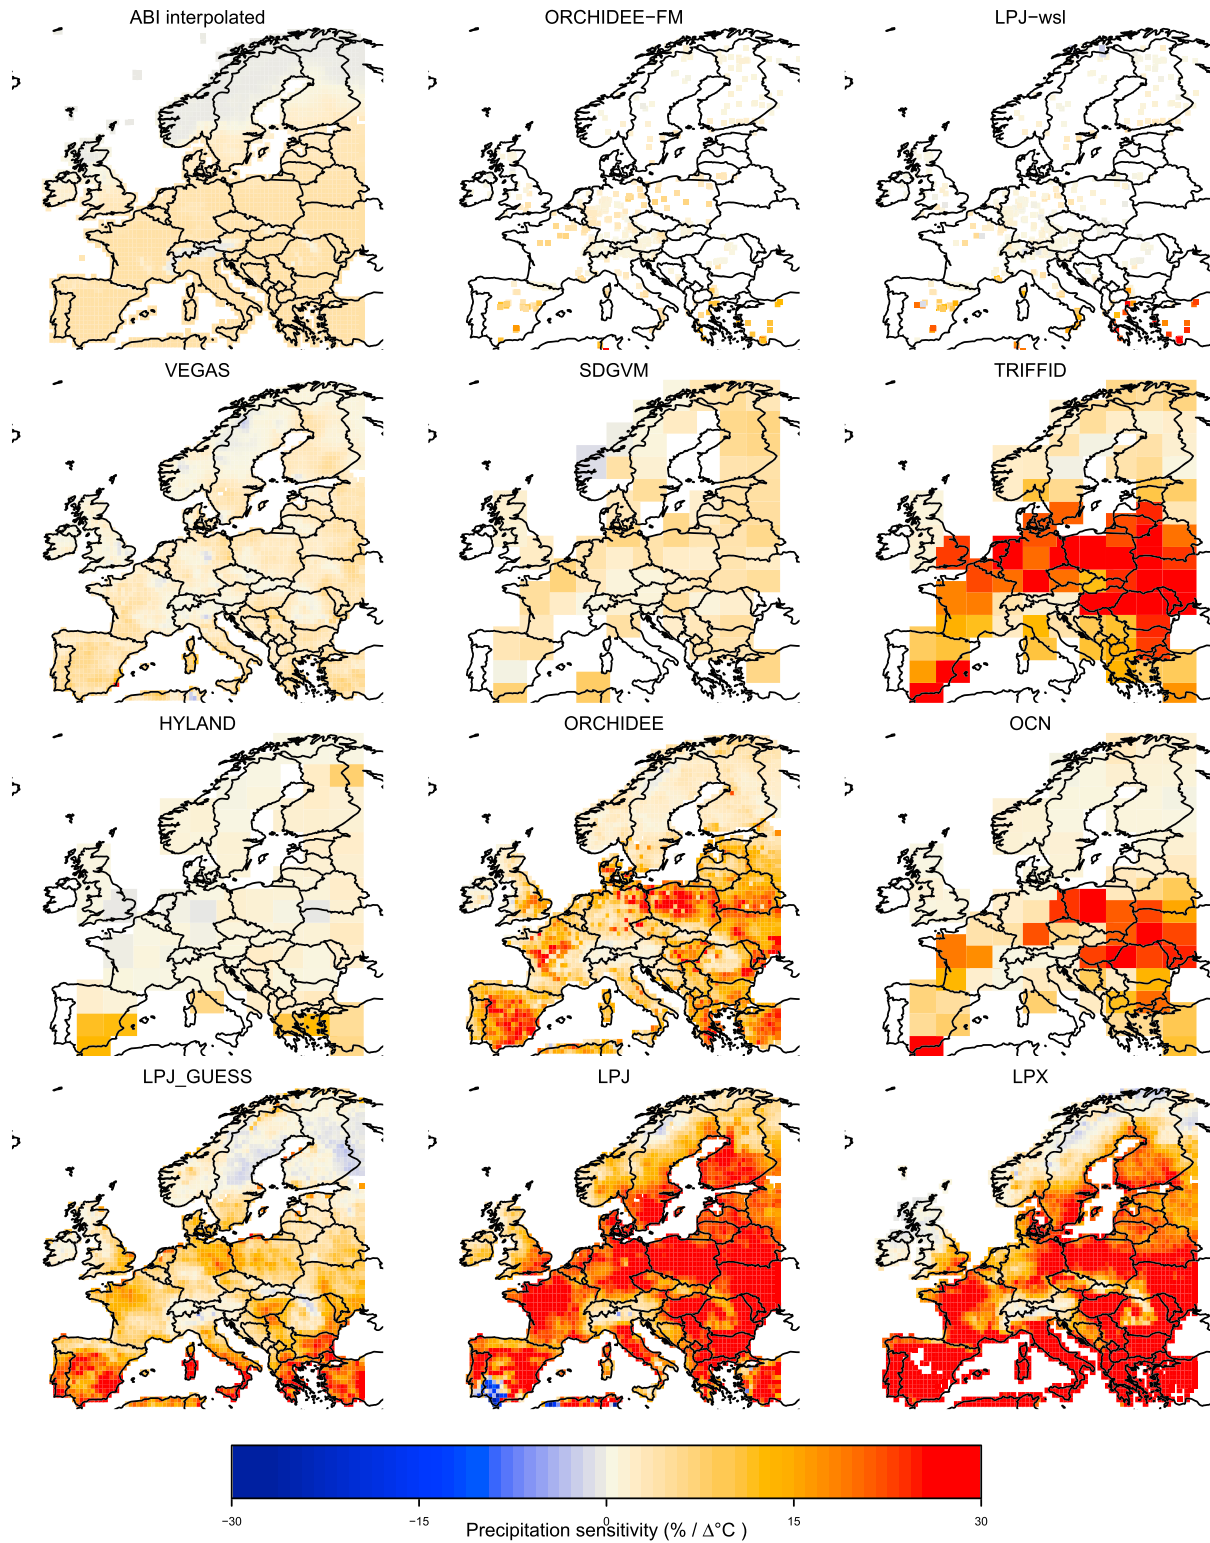 ABI interpolated ORCHIDEE−FM LPJ−wsl
VEGAS SDGVM TRIFFID
HYLAND ORCHIDEE OCN
LPJ_GUESS LPJ LPX
−30 −15 0 15 30
Precipitation sensitivity (% / Δ°C )